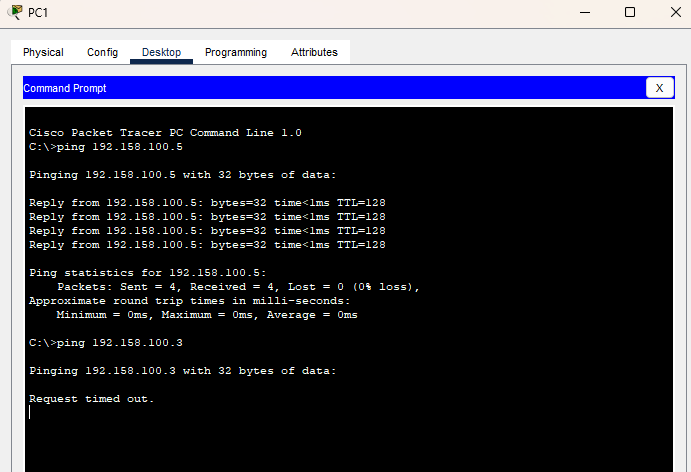 PC1
Physical Config Desktop Programming Attributes
Command Prompt X
Cisco Packet Tracer PC Command Line 1.0
C:\>ping 192.158.100.5
Pinging 192.158.100.5 with 32 bytes of data:
Reply from 192.158.100.5: bytes=32 time<1ms TTL=128
Reply from 192.158.100.5: bytes=32 time<1ms TTL=128
Reply from 192.158.100.5: bytes=32 time<1ms TTL=128
Reply from 192.158.100.5: bytes=32 time<1ms TTL=128
Ping statistics for 192.158.100.5:
    Packets: Sent = 4, Received = 4, Lost = 0 (0% loss),
Approximate round trip times in milli-seconds:
    Minimum = 0ms, Maximum = 0ms, Average = 0ms
C:\>ping 192.158.100.3
Pinging 192.158.100.3 with 32 bytes of data:
Request timed out.